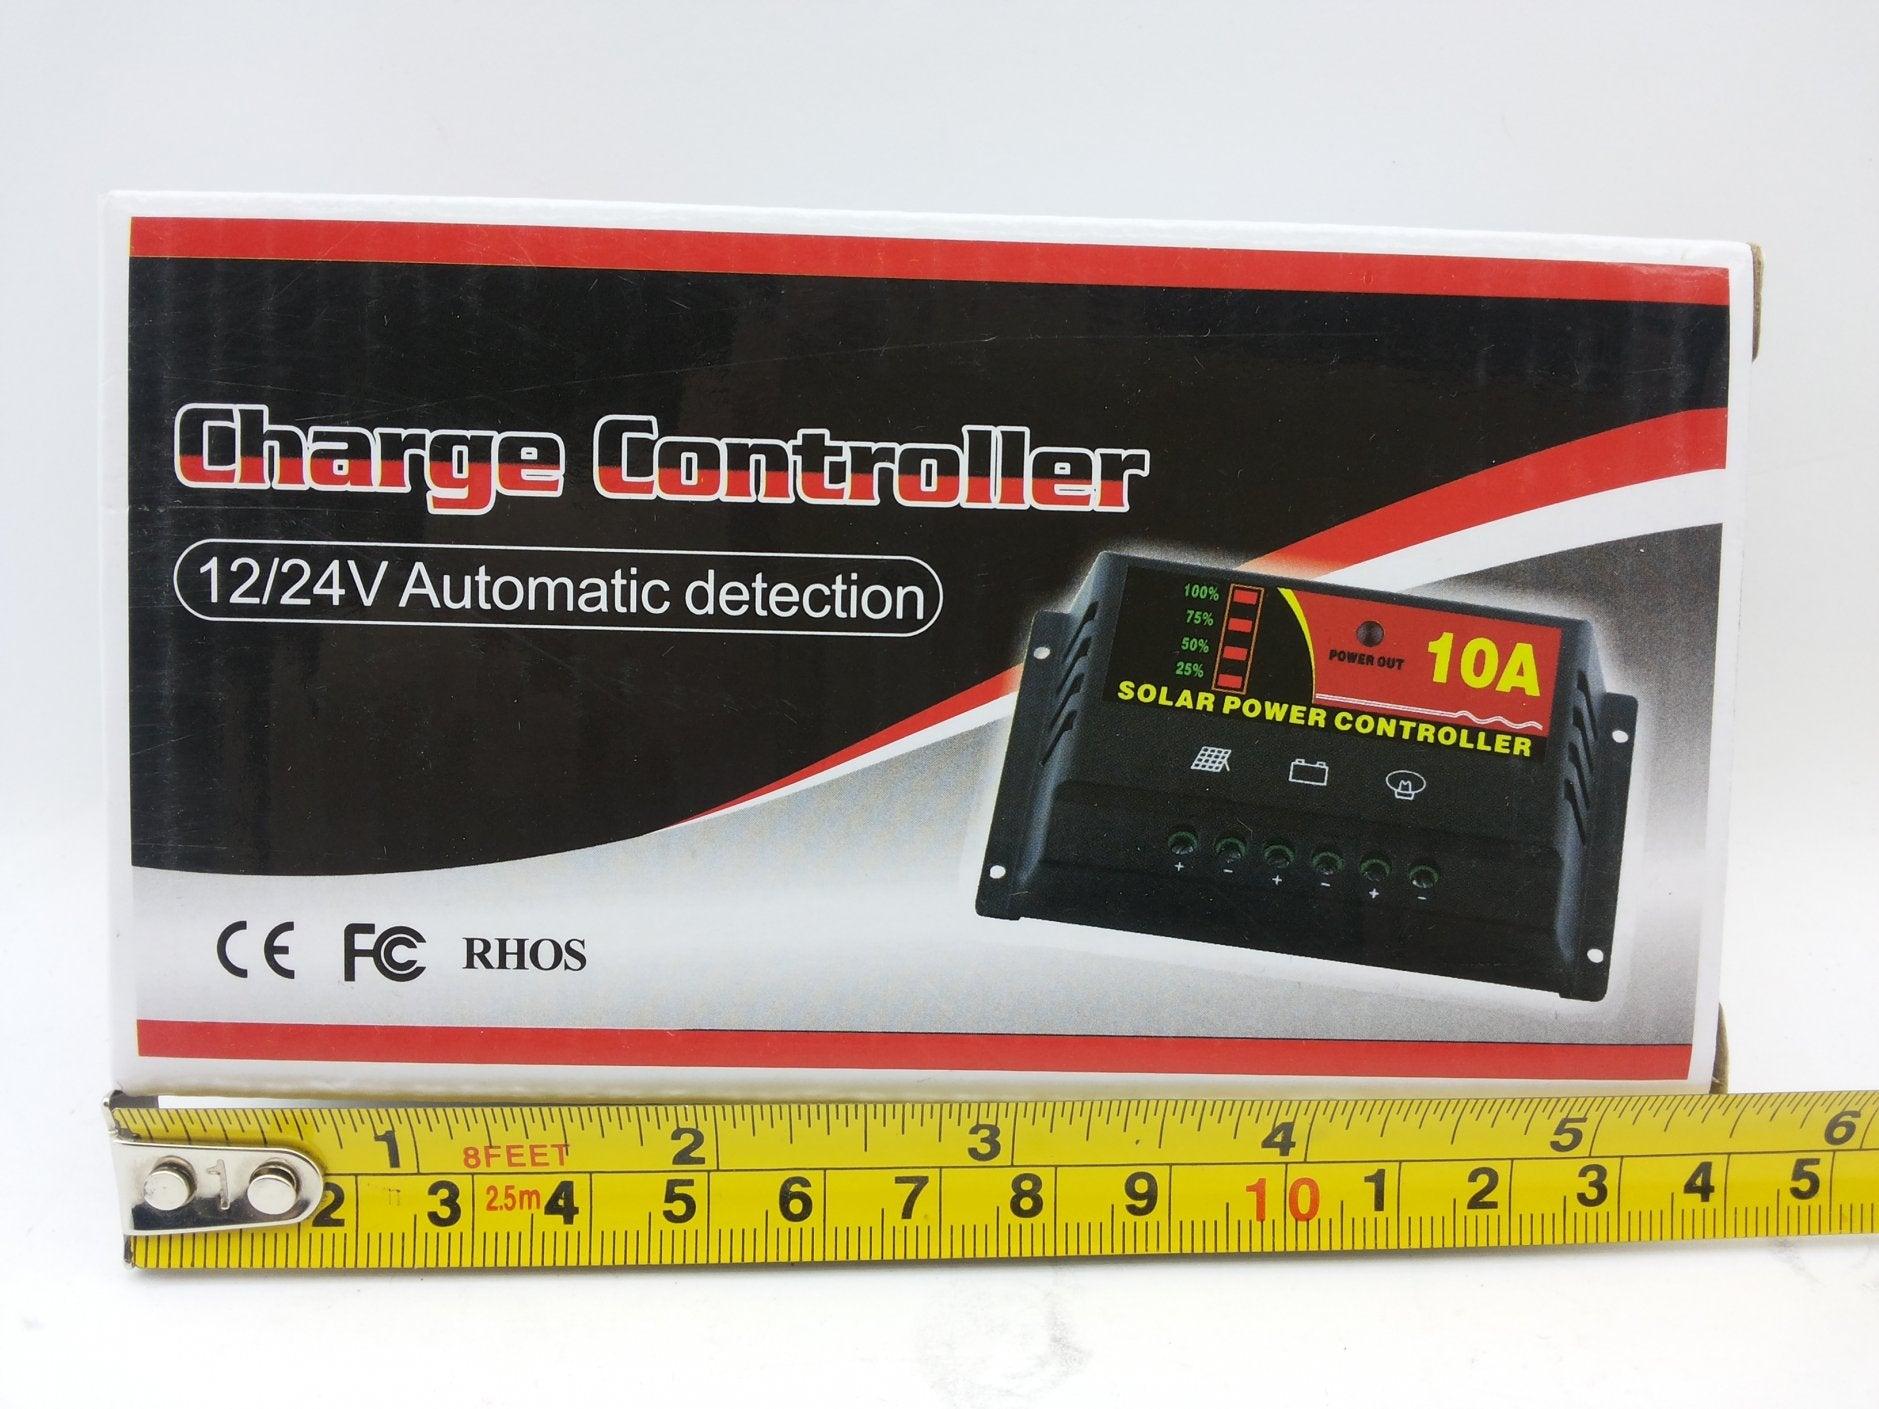 Charge Controller
12/24V Automatic detection
100%
75%
50%
25%
POWER OUT
10A
SOLAR POWER CONTROLLER
+ - + - + -
CE FC RHOS
1 8FEET 2 3 4 5 6
1
2 3 2.5m 4 5 6 7 8 9 10 1 2 3 4 5